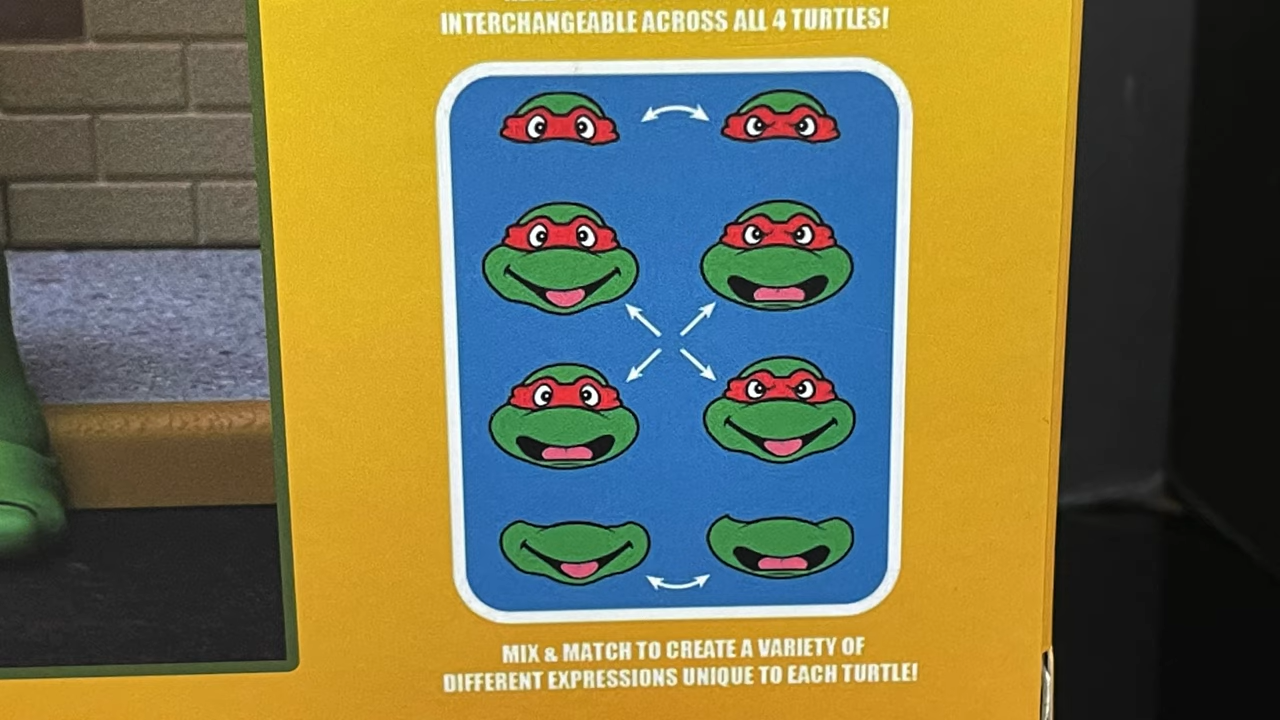 INTERCHANGEABLE ACROSS ALL 4 TURTLES!
MIX & MATCH TO CREATE A VARIETY OF
DIFFERENT EXPRESSIONS UNIQUE TO EACH TURTLE!